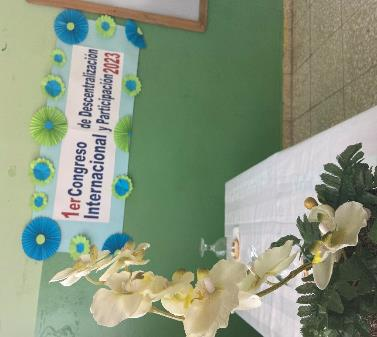 1er Congreso
Internacional
de Descentralización
y Participación 2023